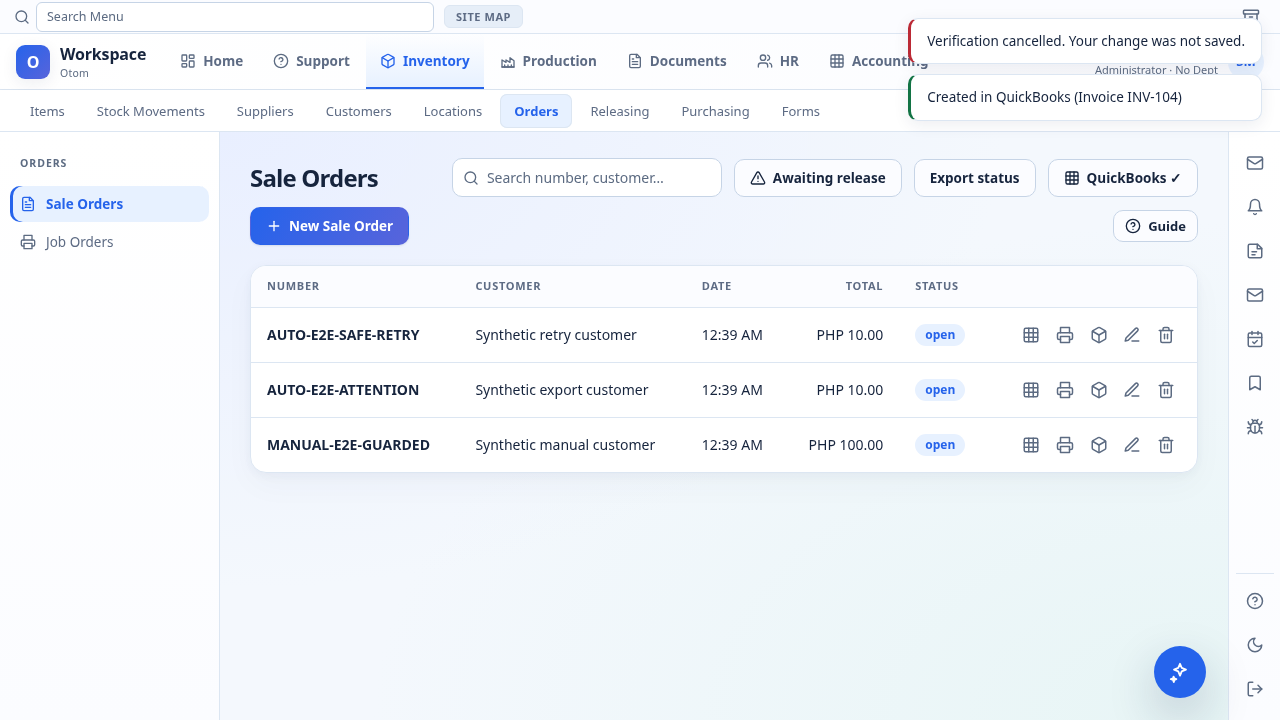 Search Menu
SITE MAP
Verification cancelled. Your change was not saved.
O
Workspace
Otom
Home
Support
Inventory
Production
Documents
HR
Accounting
Administrator · No Dept
Created in QuickBooks (Invoice INV-104)
Items
Stock Movements
Suppliers
Customers
Locations
Orders
Releasing
Purchasing
Forms
ORDERS
Sale Orders
Job Orders
Sale Orders
Search number, customer...
Awaiting release
Export status
QuickBooks ✓
New Sale Order
Guide
NUMBER CUSTOMER DATE TOTAL STATUS
AUTO-E2E-SAFE-RETRY Synthetic retry customer 12:39 AM PHP 10.00 open
AUTO-E2E-ATTENTION Synthetic export customer 12:39 AM PHP 10.00 open
MANUAL-E2E-GUARDED Synthetic manual customer 12:39 AM PHP 100.00 open